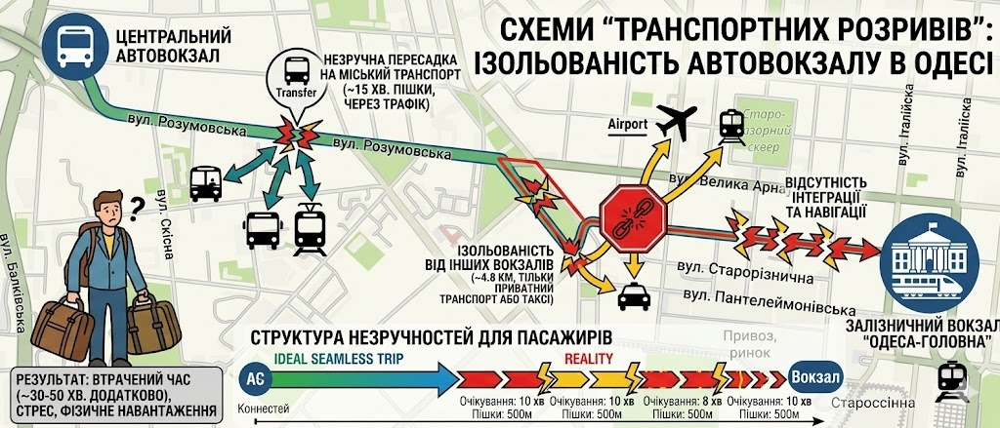 СХЕМИ “ТРАНСПОРТНИХ РОЗРИВІВ”:
ІЗОЛЬОВАНІСТЬ АВТОВОКЗАЛУ В ОДЕСІ
ЦЕНТРАЛЬНИЙ
АВТОВОКЗАЛ
НЕЗРУЧНА ПЕРЕСАДКА
НА МІСЬКИЙ ТРАНСПОРТ
(~15 ХВ. ПІШКИ,
ЧЕРЕЗ ТРАФІК)
Transfer
вул. Розумовська
вул. Розумовська
Airport
Старо-
сквер
вул. Італійска
вул. Італііска
вул. Велика Арна
ВІДСУТНІСТЬ
ІНТЕГРАЦІЇ
ТА НАВІГАЦІЇ
?
вул. Скісна
вул. Балківська
ІЗОЛЬОВАНІСТЬ
ВІД ІНШИХ ВОКЗАЛІВ
(~4.8 КМ, ТІЛЬКИ
ПРИВАТНИЙ
ТРАНСПОРТ АБО ТАКСІ)
вул. Старорізнична
вул. Пантелеймонівська
ЗАЛІЗНИЧНИЙ ВОКЗАЛ
“ОДЕСА-ГОЛОВНА”
Привоз,
ринок
Староссінна
СТРУКТУРА НЕЗРУЧНОСТЕЙ ДЛЯ ПАСАЖИРІВ
IDEAL SEAMLESS TRIP
REALITY
АС
Вокзал
Коннестей
Очікування: 10 хв
Пішки: 500м
Очікування: 10 хв
Пішки: 500м
Очікування: 8 хв
Пішки: 500м
Очікування: 10 хв
Пішки: 500м
РЕЗУЛЬТАТ: ВТРАЧЕНИЙ ЧАС
(~30-50 ХВ. ДОДАТКОВО),
СТРЕС, ФІЗИЧНЕ НАВАНТАЖЕННЯ